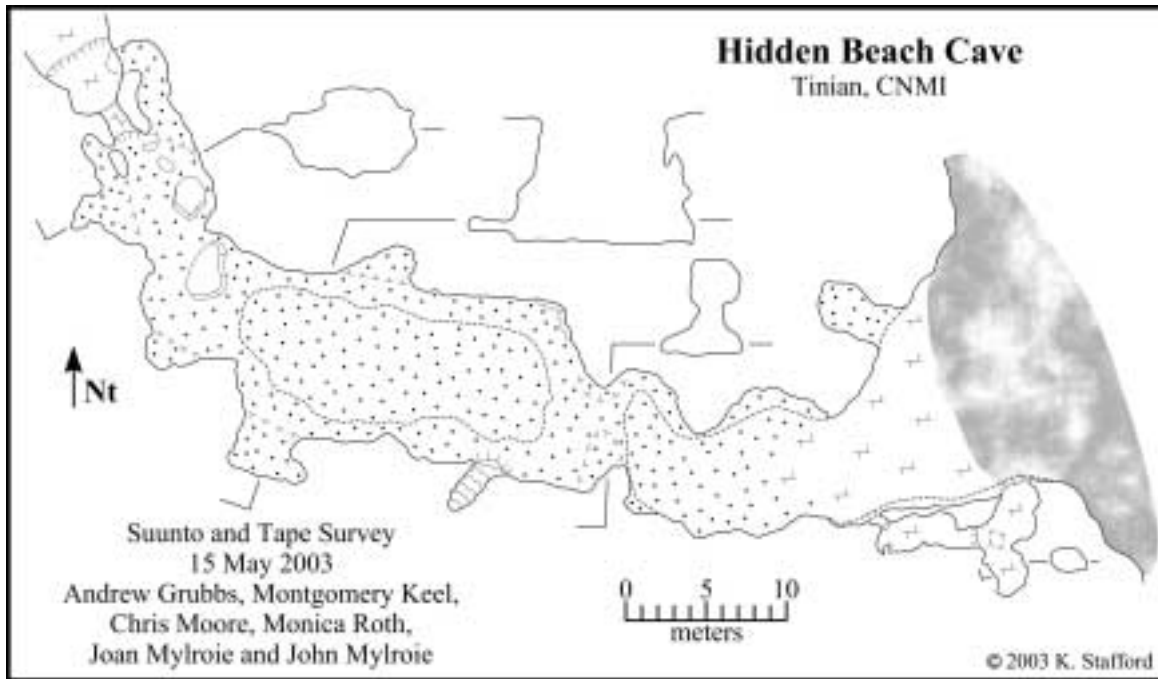 Hidden Beach Cave
Tinian, CNMI
Nt
Suunto and Tape Survey
15 May 2003
Andrew Grubbs, Montgomery Keel,
Chris Moore, Monica Roth,
Joan Mylroie and John Mylroie
0 5 10
meters
© 2003 K. Stafford